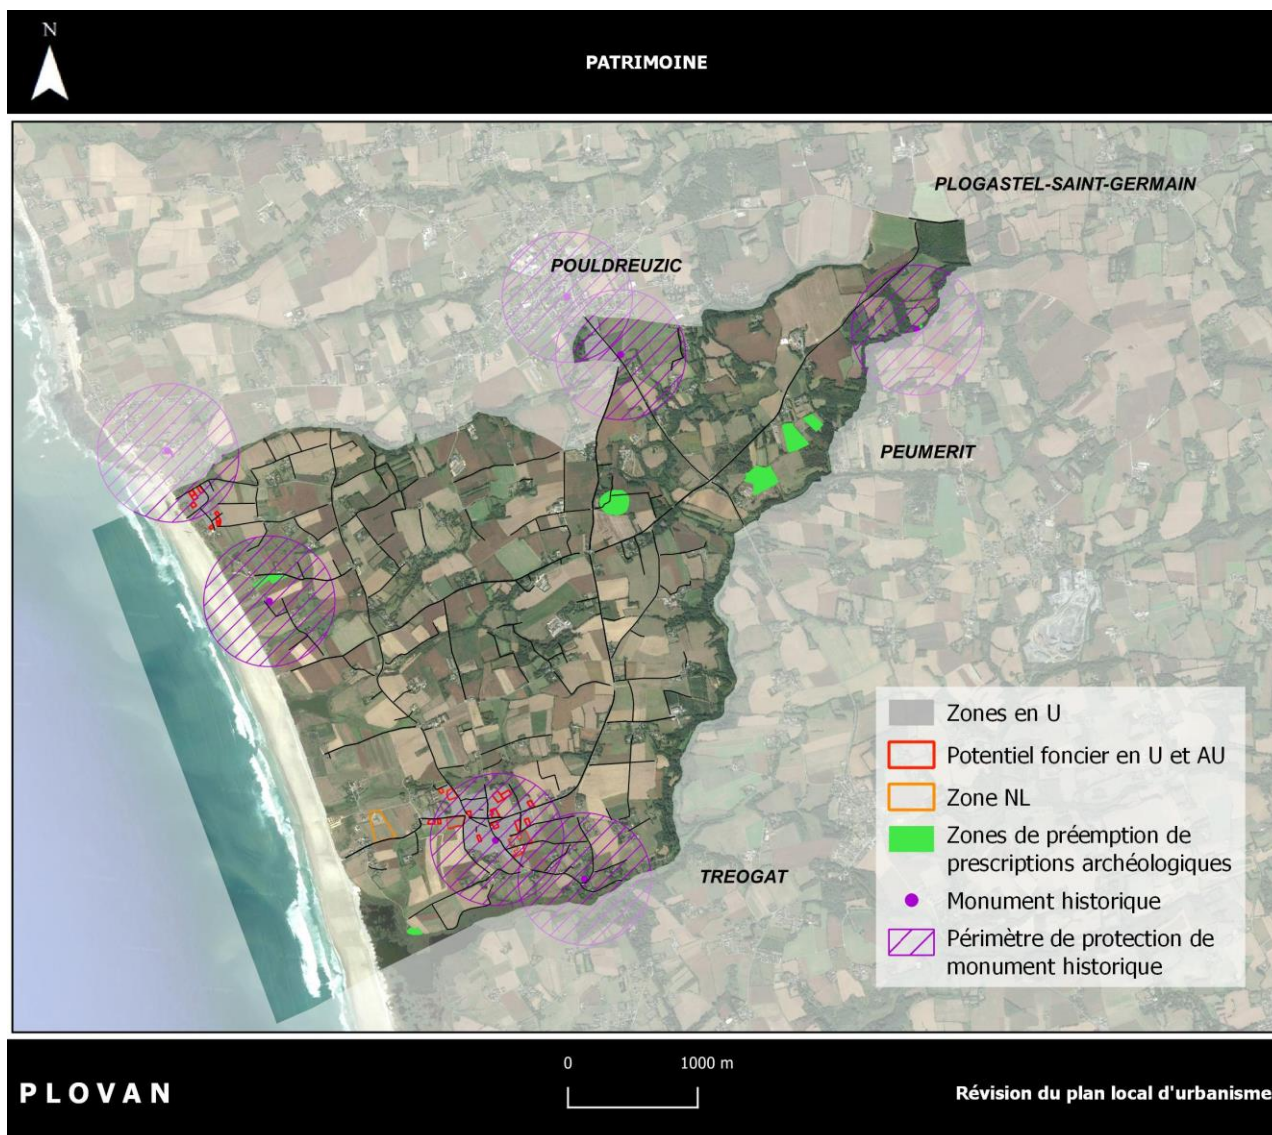 N
PATRIMOINE
PLOGASTEL-SAINT-GERMAIN
POULDREUZIC
PEUMERIT
TREOGAT
Zones en U
Potentiel foncier en U et AU
Zone NL
Zones de préemption de
prescriptions archéologiques
Monument historique
Périmètre de protection de
monument historique
0 1000 m
PLOVAN
Révision du plan local d'urbanisme